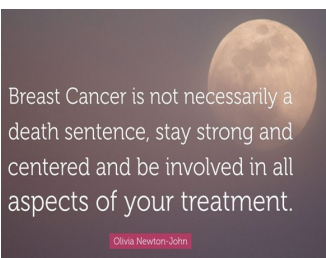 Breast Cancer is not necessarily a
death sentence, stay strong and
centered and be involved in all
aspects of your treatment.
Olivia Newton-John